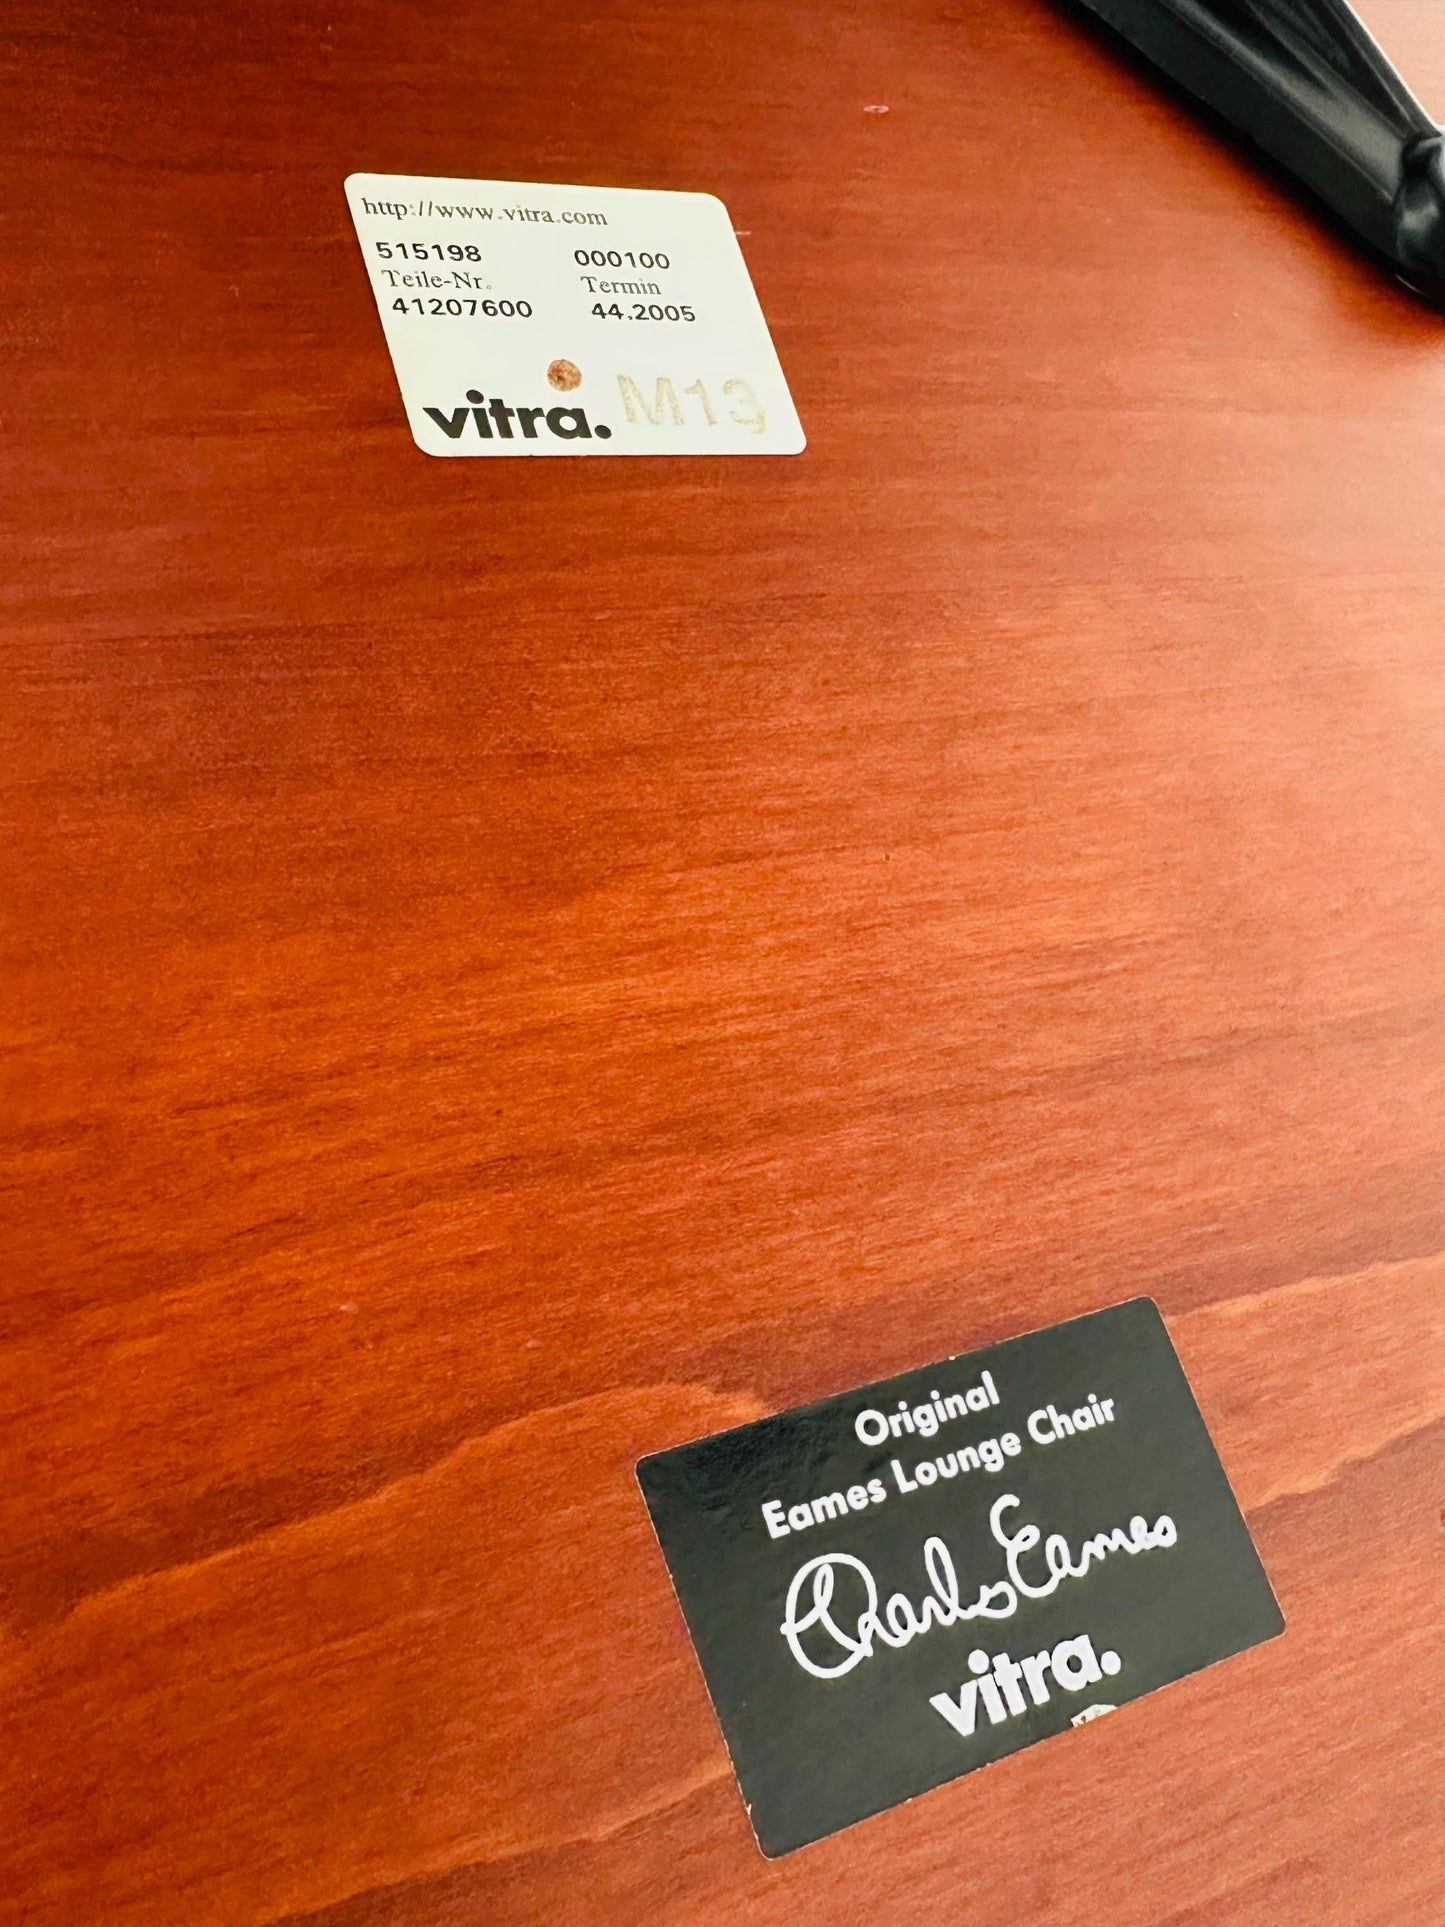 http://www.vitra.com
515198 000100
Teile-Nr. Termin
41207600 44.2005
vitra. M13
Original
Eames Lounge Chair
Charles Eames
vitra.